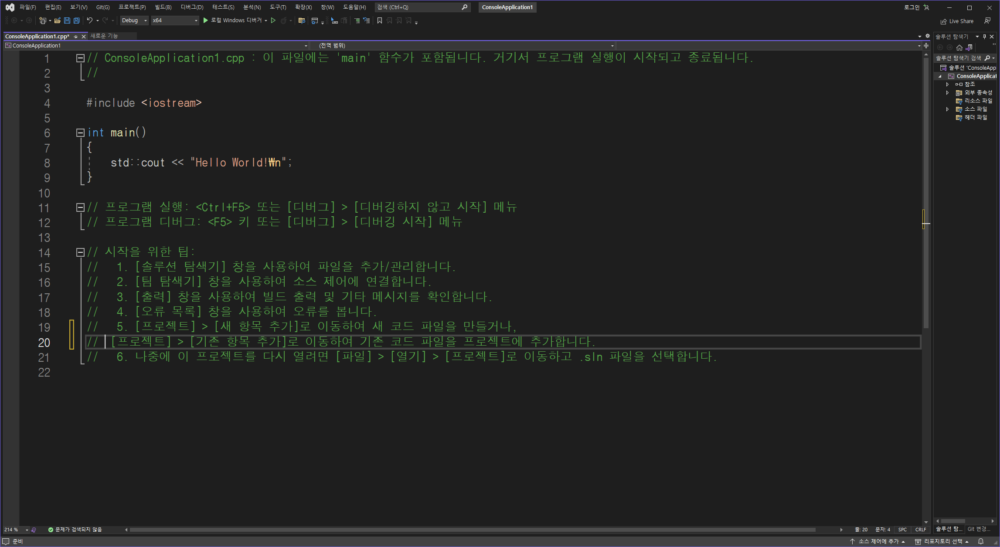 파일(F) 편집(E) 보기(V) Git(G) 프로젝트(P) 빌드(B) 디버그(D) 테스트(S) 분석(N) 도구(T) 확장(X) 창(W) 도움말(H) 검색 (Ctrl+Q) ConsoleApplication1 로그인
Debug x64 로컬 Windows 디버거 Live Share
ConsoleApplication1.cpp* 새로운 기능
ConsoleApplication1 (전역 범위)
1 // ConsoleApplication1.cpp : 이 파일에는 'main' 함수가 포함됩니다. 거기서 프로그램 실행이 시작되고 종료됩니다.
2 //
3
4 #include <iostream>
5
6 int main()
7 {
8 std::cout << "Hello World!₩n";
9 }
10
11 // 프로그램 실행: <Ctrl+F5> 또는 [디버그] > [디버깅하지 않고 시작] 메뉴
12 // 프로그램 디버그: <F5> 키 또는 [디버그] > [디버깅 시작] 메뉴
13
14 // 시작을 위한 팁:
15 // 1. [솔루션 탐색기] 창을 사용하여 파일을 추가/관리합니다.
16 // 2. [팀 탐색기] 창을 사용하여 소스 제어에 연결합니다.
17 // 3. [출력] 창을 사용하여 빌드 출력 및 기타 메시지를 확인합니다.
18 // 4. [오류 목록] 창을 사용하여 오류를 봅니다.
19 // 5. [프로젝트] > [새 항목 추가]로 이동하여 새 코드 파일을 만들거나,
20 // [프로젝트] > [기존 항목 추가]로 이동하여 기존 코드 파일을 프로젝트에 추가합니다.
21 // 6. 나중에 이 프로젝트를 다시 열려면 [파일] > [열기] > [프로젝트]로 이동하고 .sln 파일을 선택합니다.
22
솔루션 탐색기
솔루션 탐색기 검색
솔루션 'ConsoleApp
ConsoleApplicat
참조
외부 종속성
리소스 파일
소스 파일
헤더 파일
214 % 문제가 검색되지 않음 줄: 20 문자: 4 SPC CRLF
솔루션 탐... Git 변경...
준비 소스 제어에 추가 리포지토리 선택